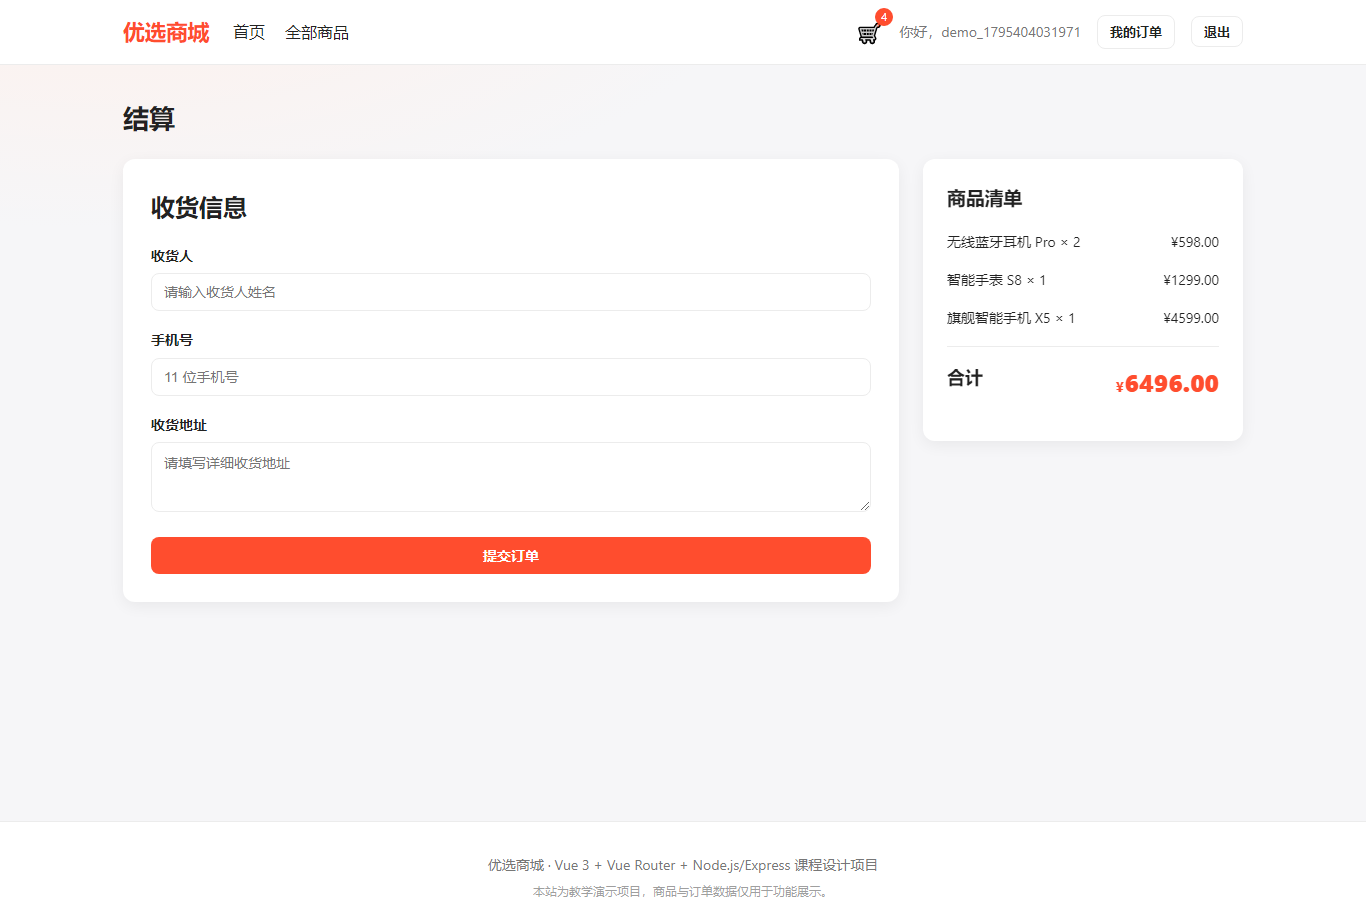 优选商城 首页 全部商品 4 你好，demo_1795404031971 我的订单 退出
结算
收货信息
收货人
请输入收货人姓名
手机号
11 位手机号
收货地址
请填写详细收货地址
提交订单
商品清单
无线蓝牙耳机 Pro × 2 ¥598.00
智能手表 S8 × 1 ¥1299.00
旗舰智能手机 X5 × 1 ¥4599.00
合计 ¥6496.00
优选商城 · Vue 3 + Vue Router + Node.js/Express 课程设计项目
本站为教学演示项目，商品与订单数据仅用于功能展示。